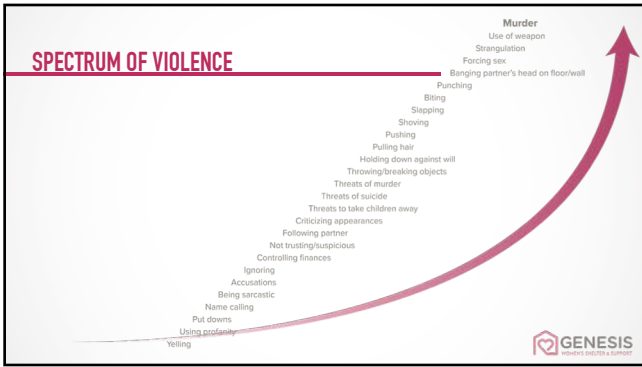 Murder
Use of weapon
Strangulation
Forcing sex
SPECTRUM OF VIOLENCE
Banging partner's head on floor/wall
Punching
Biting
Slapping
Shoving
Pushing
Pulling hair
Holding down against will
Throwing/breaking objects
Threats of murder
Threats of suicide
Threats to take children away
Criticizing appearances
Following partner
Not trusting/suspicious
Controlling finances
Ignoring
Accusations
Being sarcastic
Name calling
Put downs
Using profanity
Yelling
GENESIS
WOMEN'S SHELTER & SUPPORT